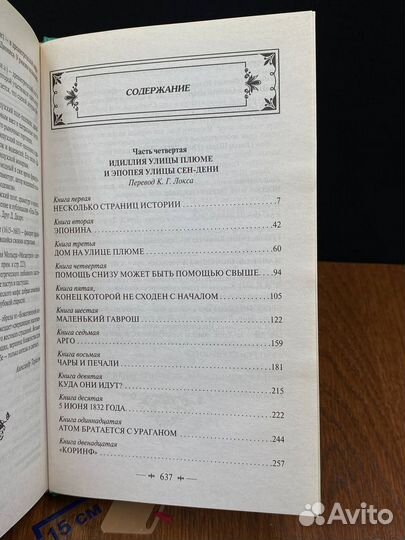 СОДЕРЖАНИЕ
Часть четвертая
ИДИЛЛИЯ УЛИЦЫ ПЛЮМЕ
И ЭПОПЕЯ УЛИЦЫ СЕН-ДЕНИ
Перевод К. Г. Локса
Книга первая
НЕСКОЛЬКО СТРАНИЦ ИСТОРИИ 7
Книга вторая
ЭПОНИНА 42
Книга третья
ДОМ НА УЛИЦЕ ПЛЮМЕ 60
Книга четвертая
ПОМОЩЬ СНИЗУ МОЖЕТ БЫТЬ ПОМОЩЬЮ СВЫШЕ 94
Книга пятая,
КОНЕЦ КОТОРОЙ НЕ СХОДЕН С НАЧАЛОМ 105
Книга шестая
МАЛЕНЬКИЙ ГАВРОШ 122
Книга седьмая
АРГО 159
Книга восьмая
ЧАРЫ И ПЕЧАЛИ 181
Книга девятая
КУДА ОНИ ИДУТ? 215
Книга десятая
5 ИЮНЯ 1832 ГОДА 222
Книга одиннадцатая
АТОМ БРАТАЕТСЯ С УРАГАНОМ 244
Книга двенадцатая
"КОРИНФ" 257
637
15 СМ
Avito